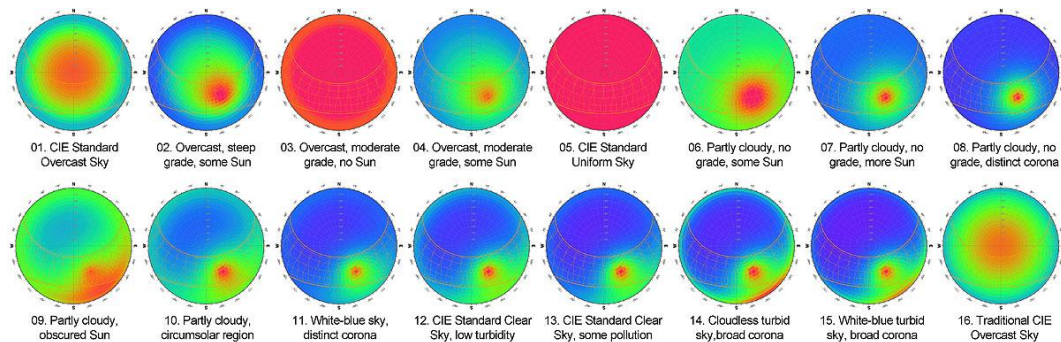 01. CIE Standard
Overcast Sky
02. Overcast, steep
grade, some Sun
03. Overcast, moderate
grade, no Sun
04. Overcast, moderate
grade, some Sun
05. CIE Standard
Uniform Sky
06. Partly cloudy, no
grade, some Sun
07. Partly cloudy, no
grade, more Sun
08. Partly cloudy, no
grade, distinct corona
09. Partly cloudy,
obscured Sun
10. Partly cloudy,
circumsolar region
11. White-blue sky,
distinct corona
12. CIE Standard Clear
Sky, low turbidity
13. CIE Standard Clear
Sky, some pollution
14. Cloudless turbid
sky,broad corona
15. White-blue turbid
sky, broad corona
16. Traditional CIE
Overcast Sky